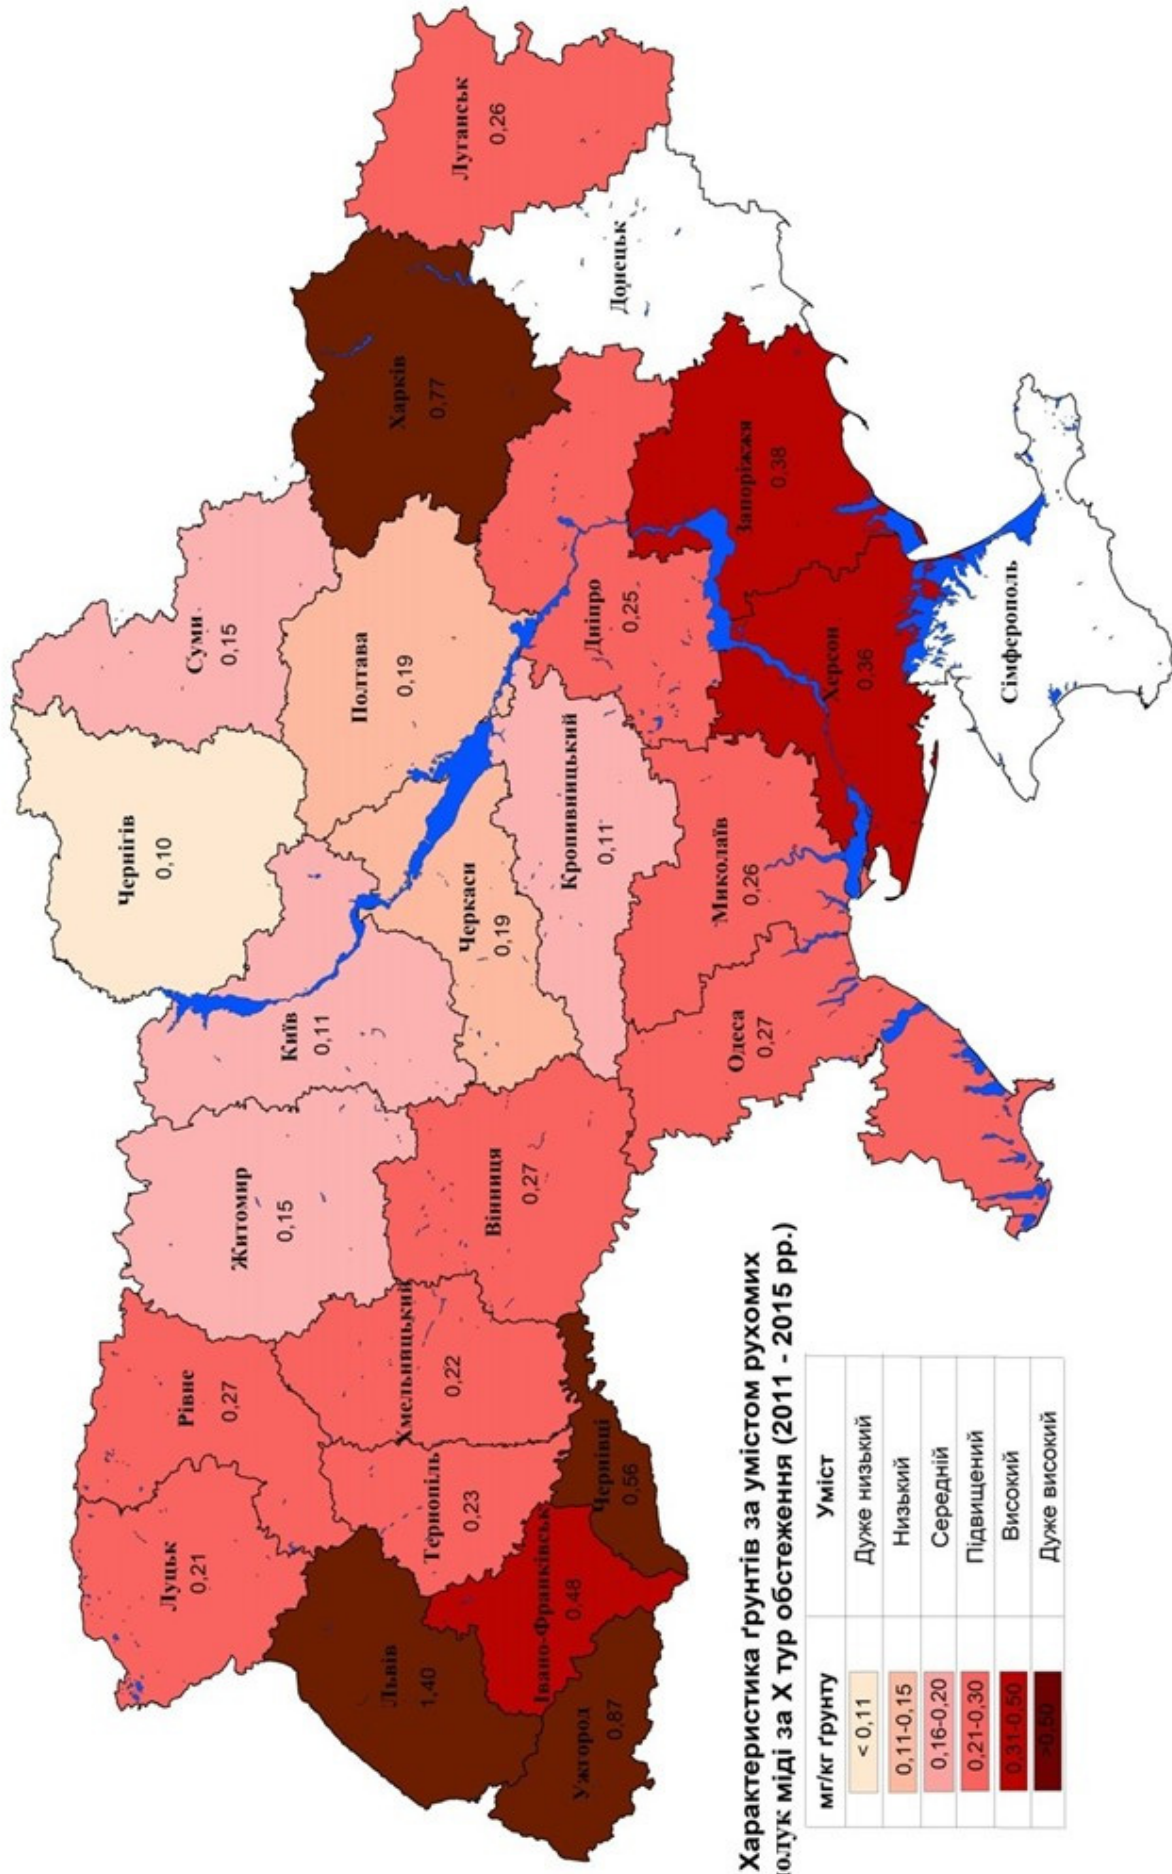 Луганськ
0,26
Харків
0,77
Донецьк
Суми
0,15
Полтава
0,19
Дніпро
0,25
Запоріжжя
0,38
Херсон
0,36
Сімферополь
Чернігів
0,10
Черкаси
0,19
Кропивницький
0,11
Миколаїв
0,26
Київ
0,11
Одеса
0,27
Житомир
0,15
Вінниця
0,27
Рівне
0,27
Хмельницький
0,22
Луцьк
0,21
Тернопіль
0,23
Чернівці
0,56
Львів
1,40
Івано-Франківськ
0,48
Ужгород
0,87
Характеристика ґрунтів за умістом рухомих
міді за X тур обстеження (2011 - 2015 рр.)
мг/кг ґрунту Уміст
< 0,11 Дуже низький
0,11-0,15 Низький
0,16-0,20 Середній
0,21-0,30 Підвищений
0,31-0,50 Високий
>0,50 Дуже високий